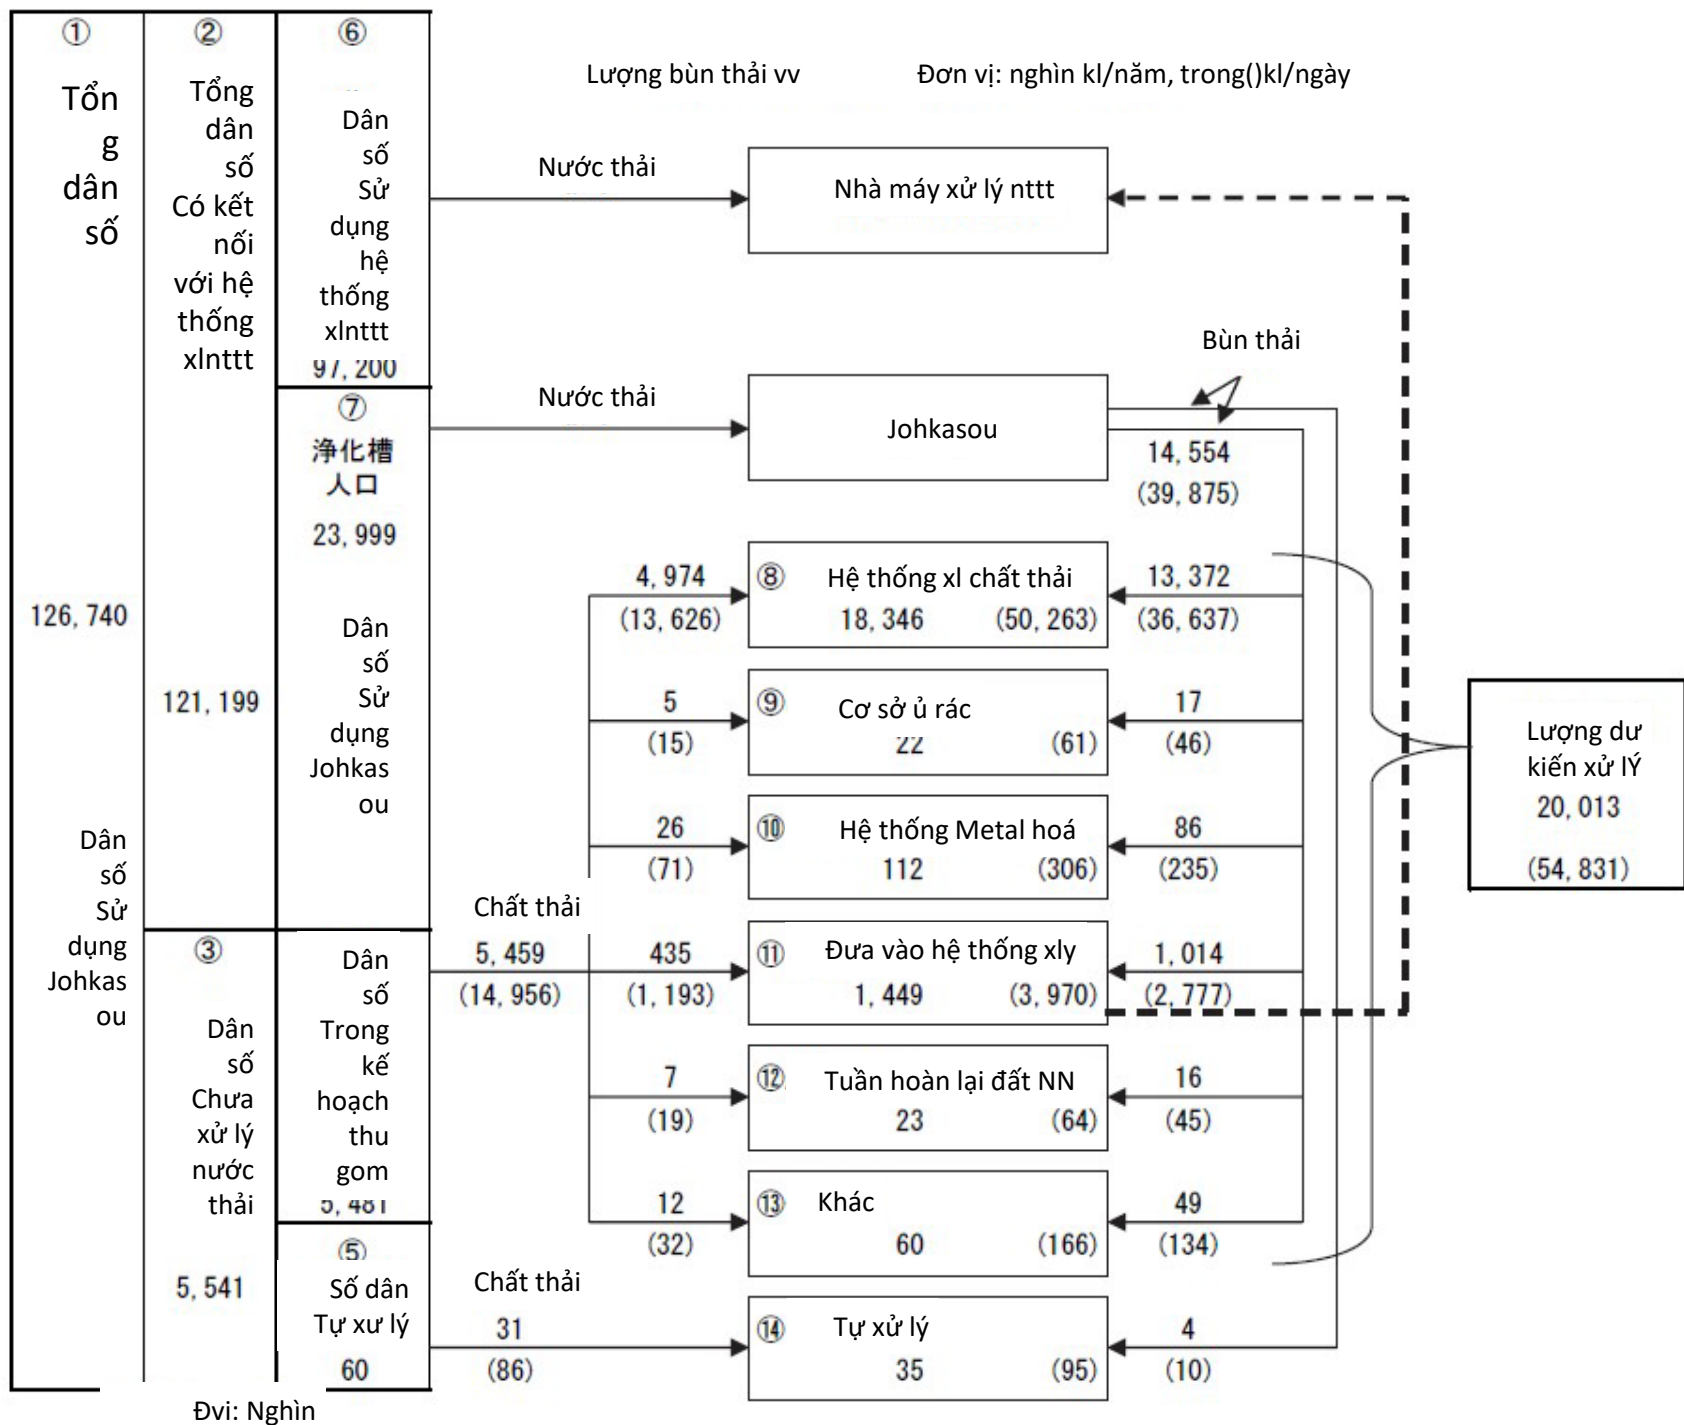 ①
Tổn
g
dân
số
126, 740
Dân
số
Sử
dụng
Johkas
ou
②
Tổng
dân
số
Có kết
nối
với hệ
thống
xlnttt
121, 199
③
Dân
số
Chưa
xử lý
nước
thải
5, 541
⑥
Dân
số
Sử
dụng
hệ
thống
xlnttt
97, 200
⑦
浄化槽
人口
23, 999
Dân
số
Sử
dụng
Johkas
ou
Dân
số
Trong
kế
hoạch
thu
gom
5, 481
⑤
Số dân
Tự xư lý
60
Đvi: Nghìn
Lượng bùn thải vv Đơn vị: nghìn kl/năm, trong()kl/ngày
Nước thải
Nhà máy xử lý nttt
Bùn thải
Nước thải
Johkasou
14, 554
(39, 875)
4, 974
(13, 626)
⑧ Hệ thống xl chất thải
18, 346 (50, 263)
13, 372
(36, 637)
5
(15)
⑨ Cơ sở ủ rác
22 (61)
17
(46)
26
(71)
⑩ Hệ thống Metal hoá
112 (306)
86
(235)
Chất thải
5, 459
(14, 956)
435
(1, 193)
⑪ Đưa vào hệ thống xly
1, 449 (3, 970)
1, 014
(2, 777)
7
(19)
⑫ Tuần hoàn lại đất NN
23 (64)
16
(45)
12
(32)
⑬ Khác
60 (166)
49
(134)
Chất thải
31
(86)
⑭ Tự xử lý
35 (95)
4
(10)
Lượng dư
kiến xử lÝ
20, 013
(54, 831)